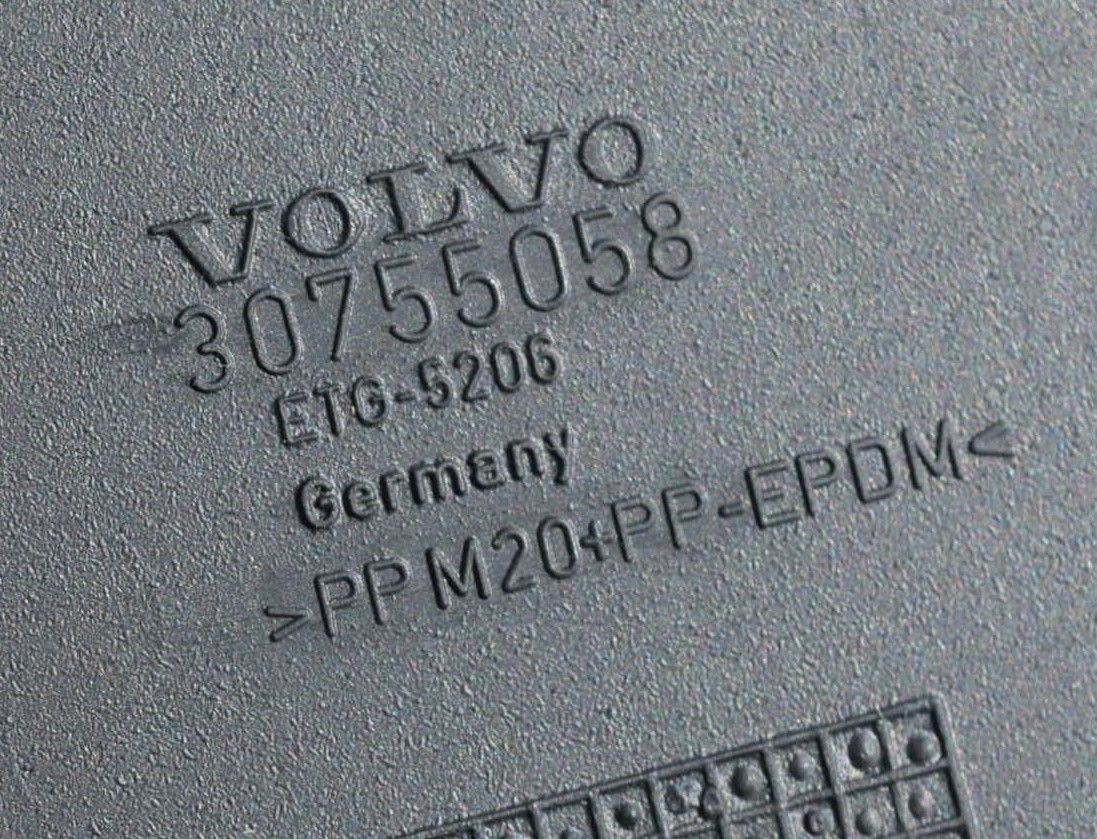 VOLVO
30755058
ETG-5206
Germany
>PP M20+PP-EPDM<